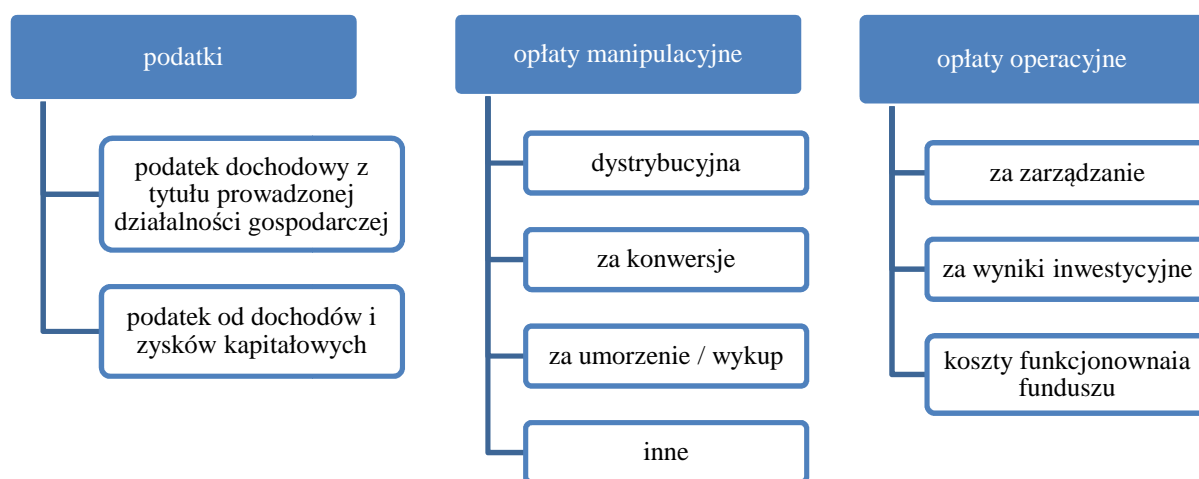 podatki
podatek dochodowy z
tytułu prowadzonej
działalności gospodarczej
podatek od dochodów i
zysków kapitałowych
opłaty manipulacyjne
dystrybucyjna
za konwersje
za umorzenie / wykup
inne
opłaty operacyjne
za zarządzanie
za wyniki inwestycyjne
koszty funkcjonownaia
funduszu